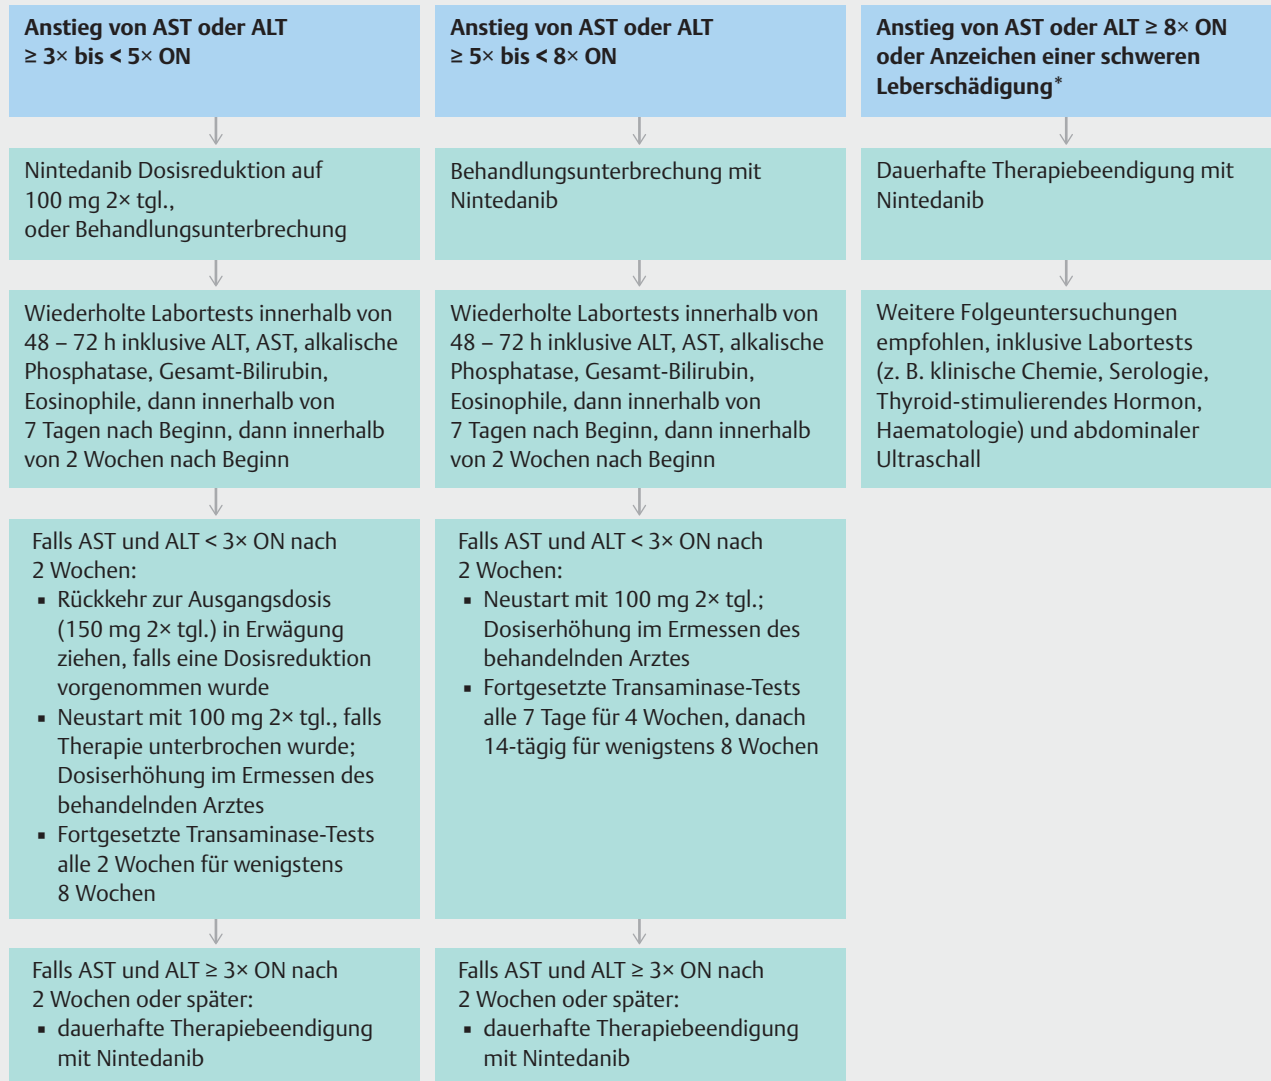 Anstieg von AST oder ALT
≥ 3× bis < 5× ON
Nintedanib Dosisreduktion auf
100 mg 2× tgl.,
oder Behandlungsunterbrechung
Wiederholte Labortests innerhalb von
48 – 72 h inklusive ALT, AST, alkalische
Phosphatase, Gesamt-Bilirubin,
Eosinophile, dann innerhalb von
7 Tagen nach Beginn, dann innerhalb
von 2 Wochen nach Beginn
Falls AST und ALT < 3× ON nach
2 Wochen:
▪ Rückkehr zur Ausgangsdosis
(150 mg 2× tgl.) in Erwägung
ziehen, falls eine Dosisreduktion
vorgenommen wurde
▪ Neustart mit 100 mg 2× tgl., falls
Therapie unterbrochen wurde;
Dosiserhöhung im Ermessen des
behandelnden Arztes
▪ Fortgesetzte Transaminase-Tests
alle 2 Wochen für wenigstens
8 Wochen
Falls AST und ALT ≥ 3× ON nach
2 Wochen oder später:
▪ dauerhafte Therapiebeendigung
mit Nintedanib
Anstieg von AST oder ALT
≥ 5× bis < 8× ON
Behandlungsunterbrechung mit
Nintedanib
Wiederholte Labortests innerhalb von
48 – 72 h inklusive ALT, AST, alkalische
Phosphatase, Gesamt-Bilirubin,
Eosinophile, dann innerhalb von
7 Tagen nach Beginn, dann innerhalb
von 2 Wochen nach Beginn
Falls AST und ALT < 3× ON nach
2 Wochen:
▪ Neustart mit 100 mg 2× tgl.;
Dosiserhöhung im Ermessen des
behandelnden Arztes
▪ Fortgesetzte Transaminase-Tests
alle 7 Tage für 4 Wochen, danach
14-tägig für wenigstens 8 Wochen
Falls AST und ALT ≥ 3× ON nach
2 Wochen oder später:
▪ dauerhafte Therapiebeendigung
mit Nintedanib
Anstieg von AST oder ALT ≥ 8× ON
oder Anzeichen einer schweren
Leberschädigung*
Dauerhafte Therapiebeendigung mit
Nintedanib
Weitere Folgeuntersuchungen
empfohlen, inklusive Labortests
(z. B. klinische Chemie, Serologie,
Thyroid-stimulierendes Hormon,
Haematologie) und abdominaler
Ultraschall